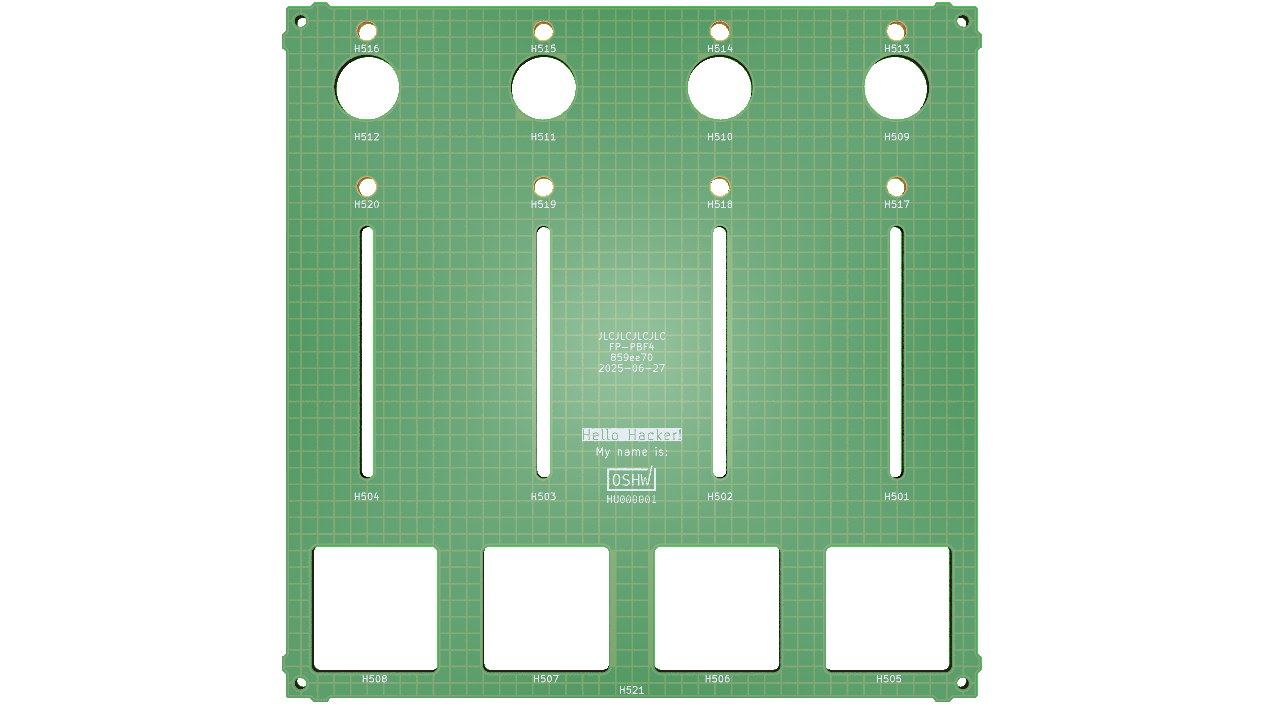 H516 H515 H514 H513
H512 H511 H510 H509
H520 H519 H518 H517
JLCJLCJLCJLC
FP-PBF4
859ee70
2025-06-27
Hello Hacker!
My name is:
OSHW
HU000001
H504 H503 H502 H501
H508 H507 H506 H505
H521